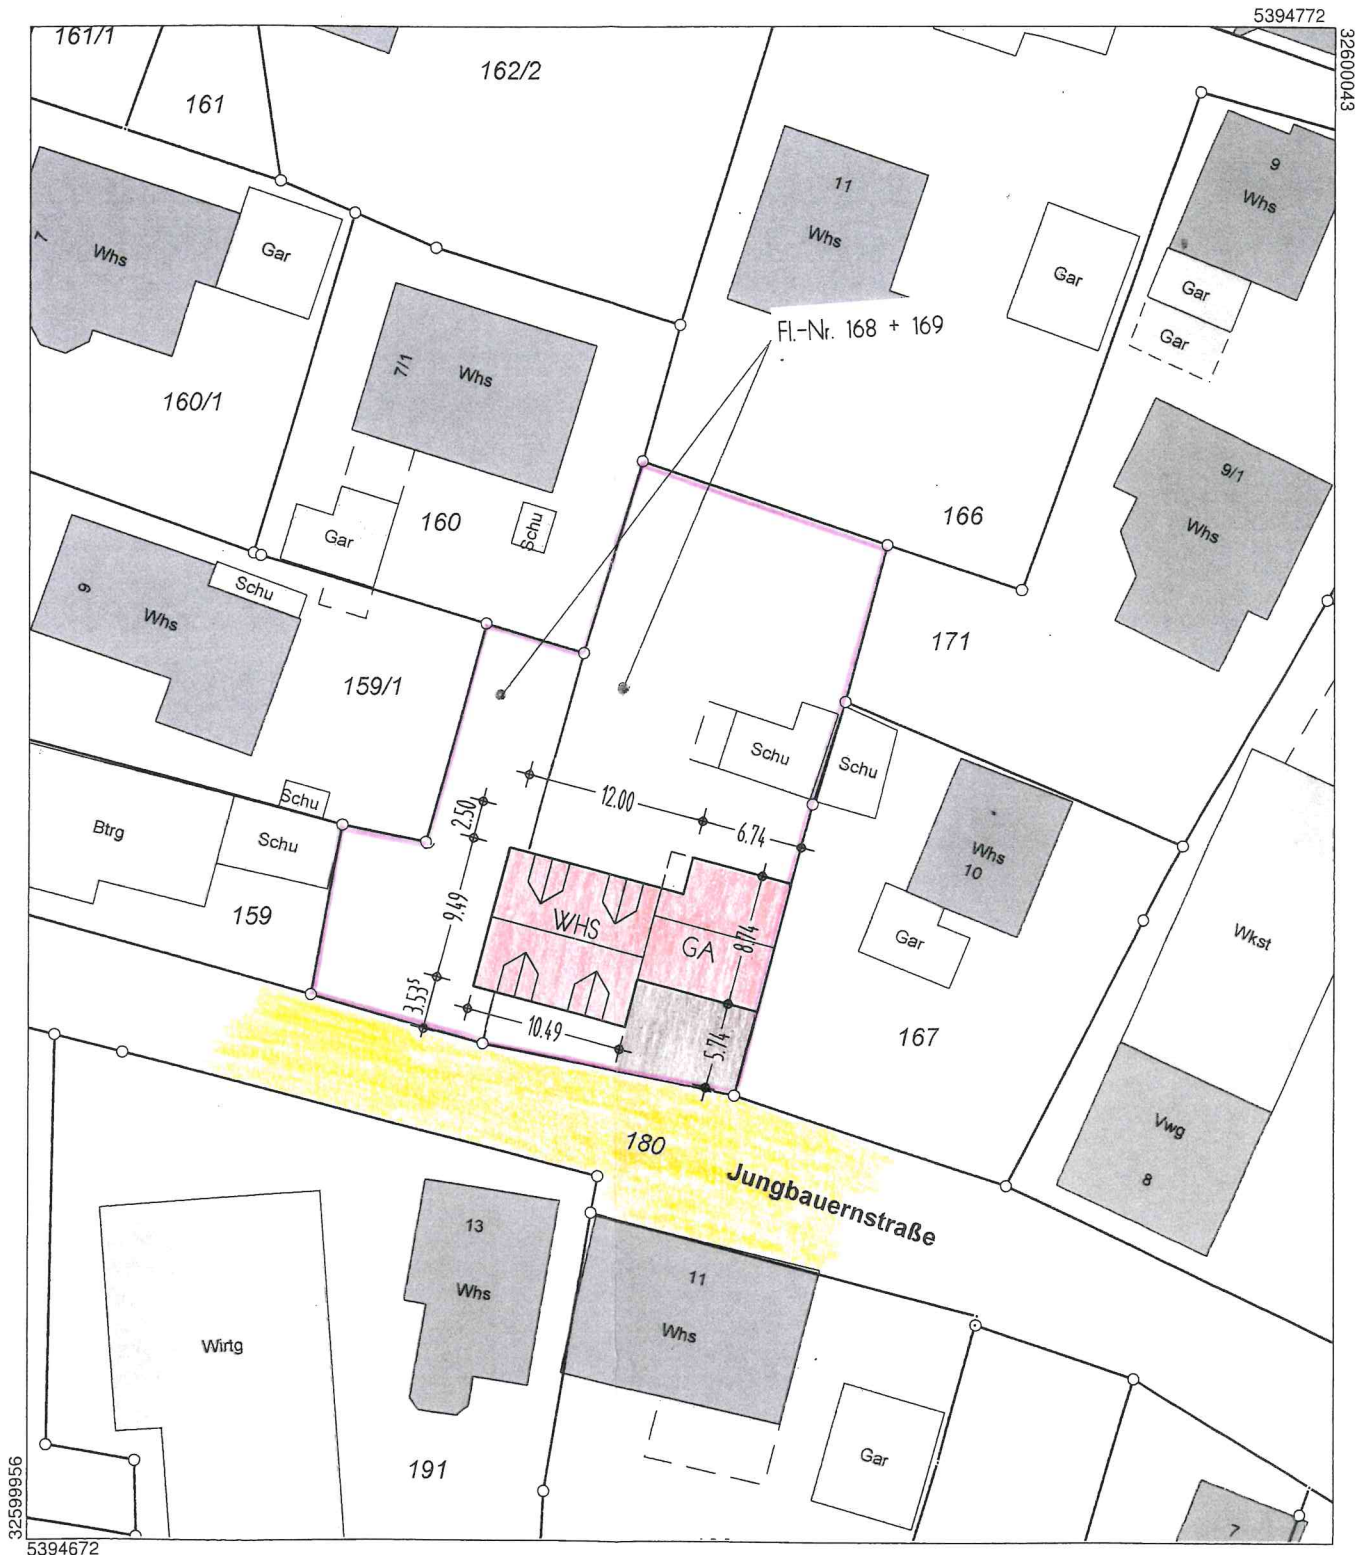 5394772
32600043
161/1
162/2
161
11
Whs
9
Whs
7
Whs
Gar
Gar
Gar
Gar
Fl.-Nr. 168 + 169
7/1
Whs
160/1
9/1
Whs
160
Schu
166
Gar
9
Whs
Schu
171
159/1
Schu
Schu
12.00
6.74
2.50
Schu
Btrg
Schu
Whs
10
9.49
WHS
GA
8.74
159
Gar
Wkst
3.53⁵
10.49
5.74
167
180
Vwg
8
Jungbauernstraße
13
Whs
11
Whs
Wirtg
Gar
191
7
32599956
5394672